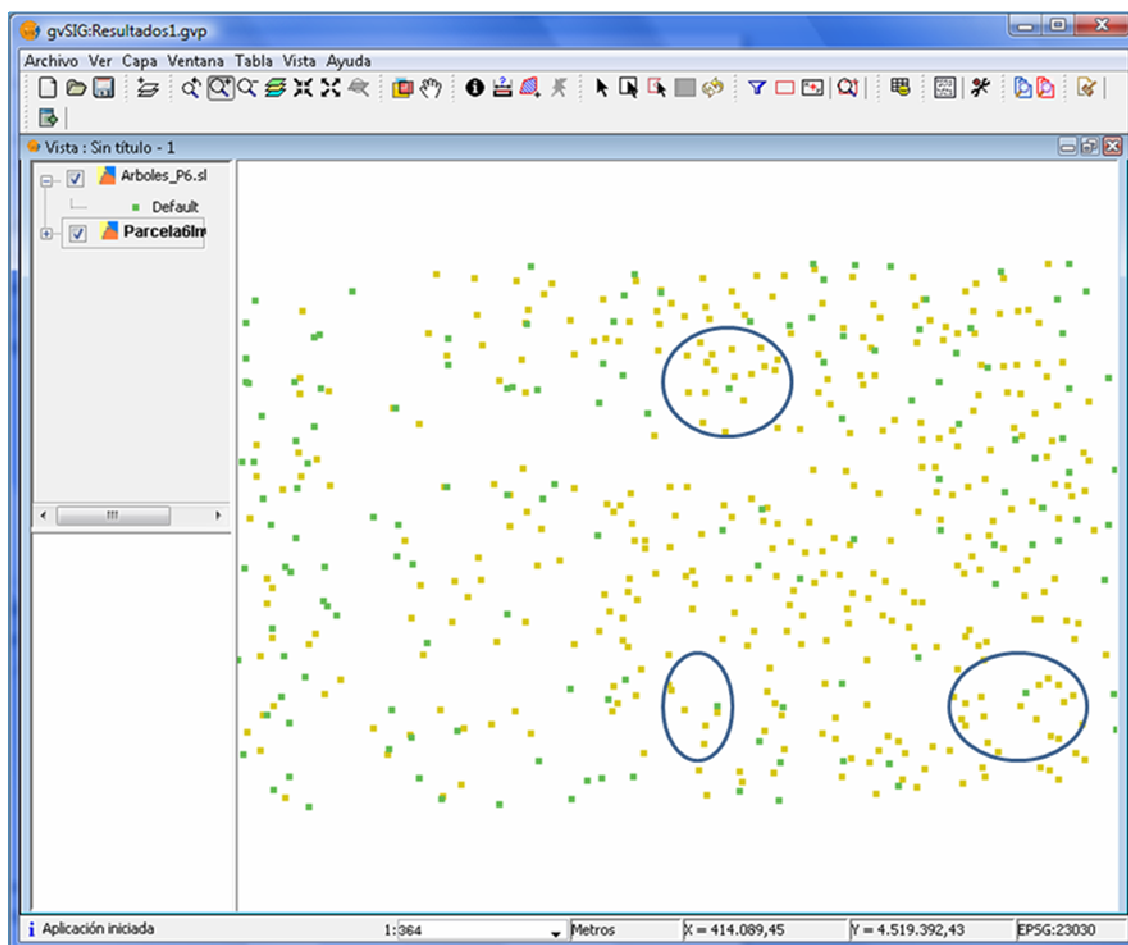 gvSIG:Resultados1.gvp
Archivo Ver Capa Ventana Tabla Vista Ayuda
Vista : Sin título - 1
Arboles_P6.sl
Default
Parcela6In
Aplicación iniciada
1:364
Metros
X = 414.089,45
Y = 4.519.392,43
EPSG:23030